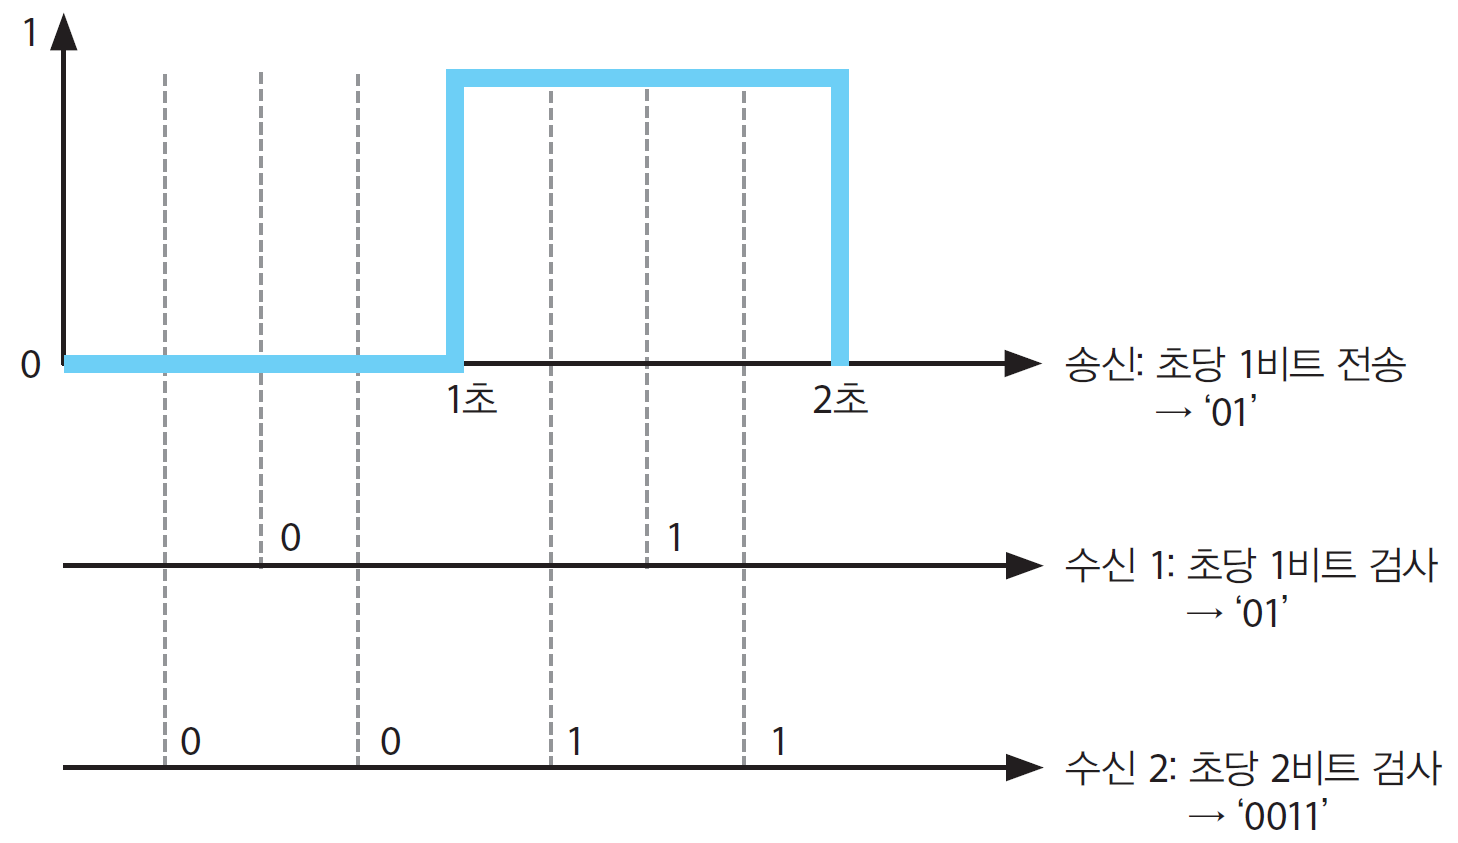 1
0
1초
2초
송신: 초당 1비트 전송
→ ‘01’
0
1
수신 1: 초당 1비트 검사
→ ‘01’
0
0
1
1
수신 2: 초당 2비트 검사
→ ‘0011’